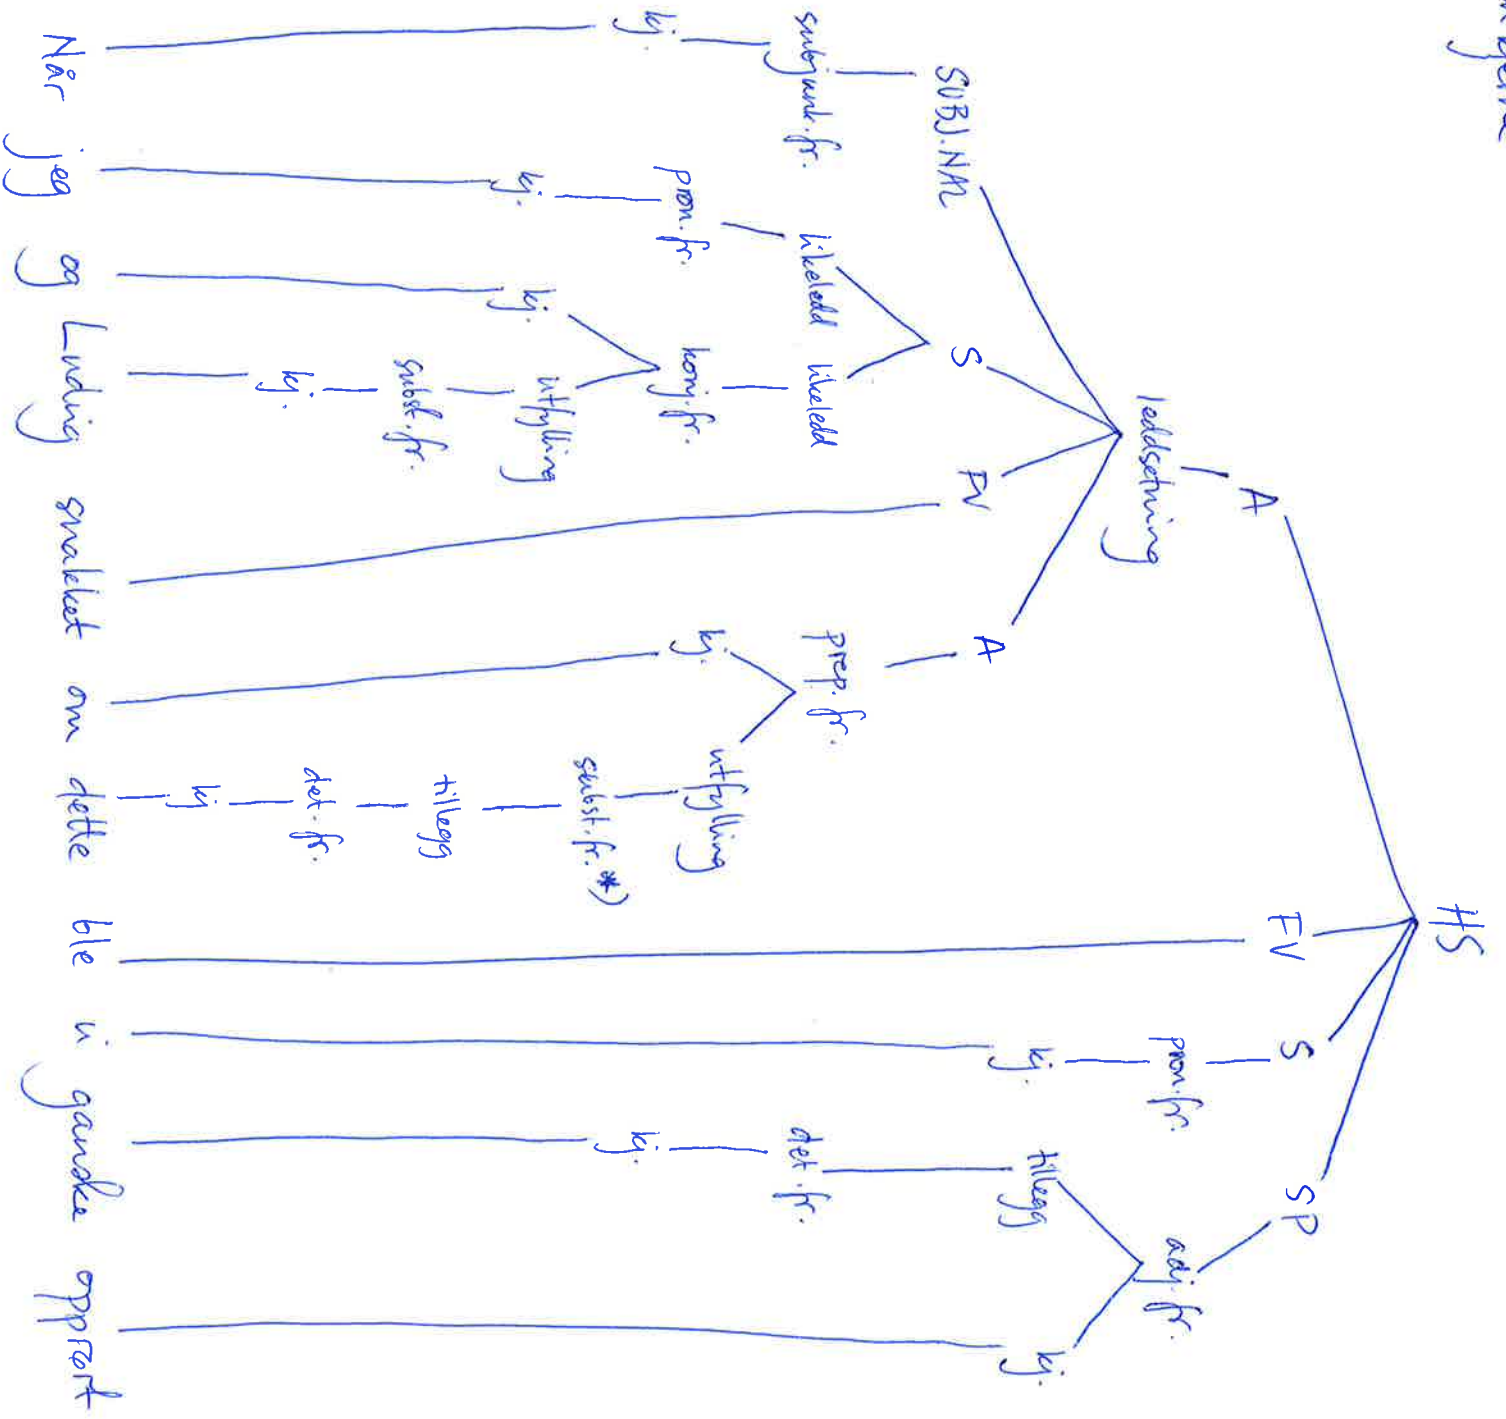 HS
A FV S SP
leddsetning pron.fr. adj.fr.
SUBJ.NAL S FV A kj. tillegg kj.
subjunk.fr. likeledd likeledd prep.fr. det.fr.
kj. pron.fr. konj.fr. kj. utfylling kj.
kj. kj. utfylling subst.fr. *)
subst.fr. tillegg
kj. det.fr.
kj
Når jeg og Ludvig snakket om dette ble vi ganske opprørt